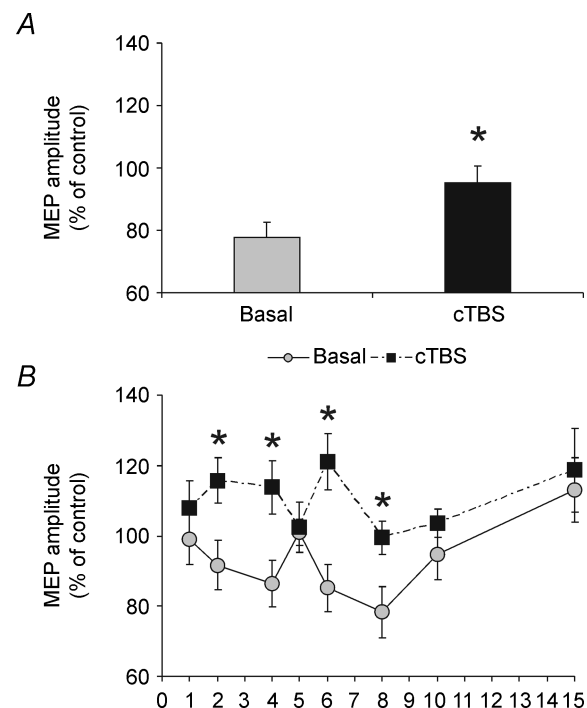 A
MEP amplitude
(% of control)
140
120
100
80
60
*
Basal
cTBS
Basal
cTBS
B
MEP amplitude
(% of control)
140
120
100
80
60
* * * *
0 1 2 3 4 5 6 7 8 9 10 11 12 13 14 15